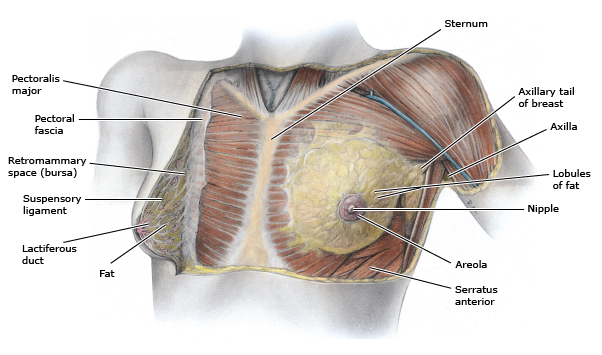 Sternum
Pectoralis
major
Pectoral
fascia
Retromammary
space (bursa)
Suspensory
ligament
Lactiferous
duct
Fat
Axillary tail
of breast
Axilla
Lobules
of fat
Nipple
Areola
Serratus
anterior